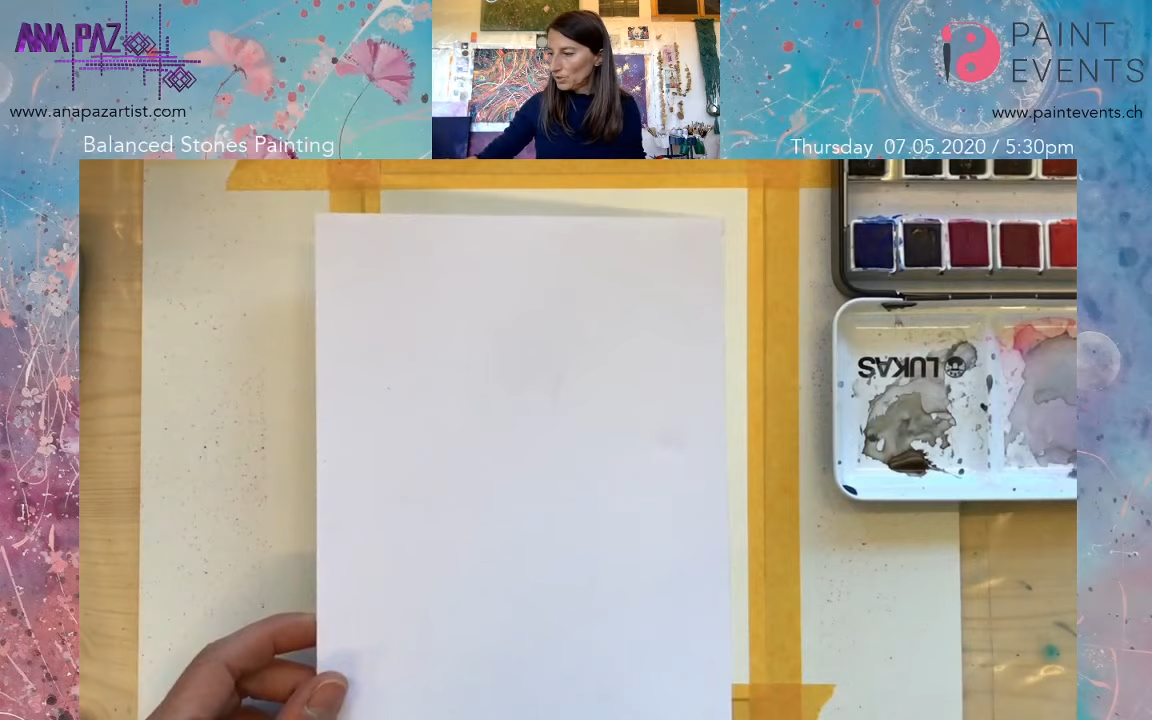 ANA PAZ
www.anapazartist.com
Balanced Stones Painting
PAINT
EVENTS
www.paintevents.ch
Thursday 07.05.2020 / 5:30pm
LUKAS